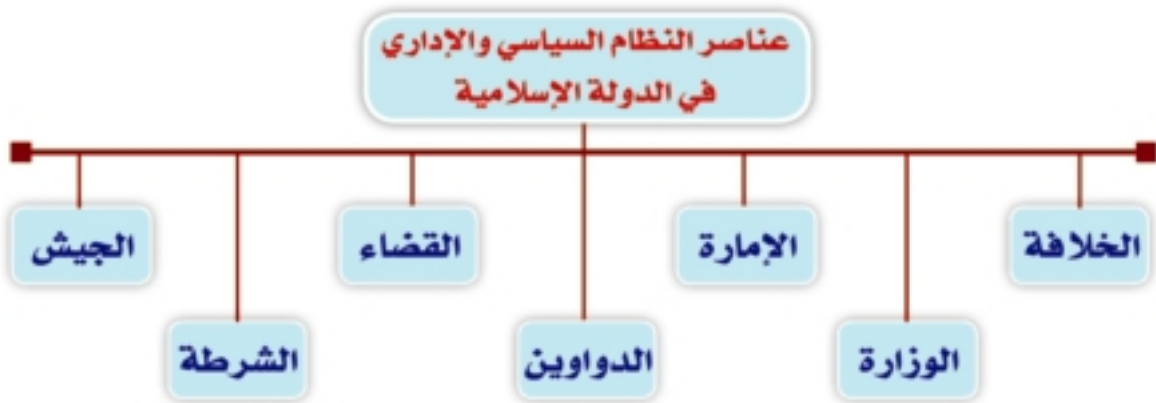 عناصر النظام السياسي والإداري
في الدولة الإسلامية
الخلافة
الوزارة
الإمارة
الدواوين
القضاء
الشرطة
الجيش